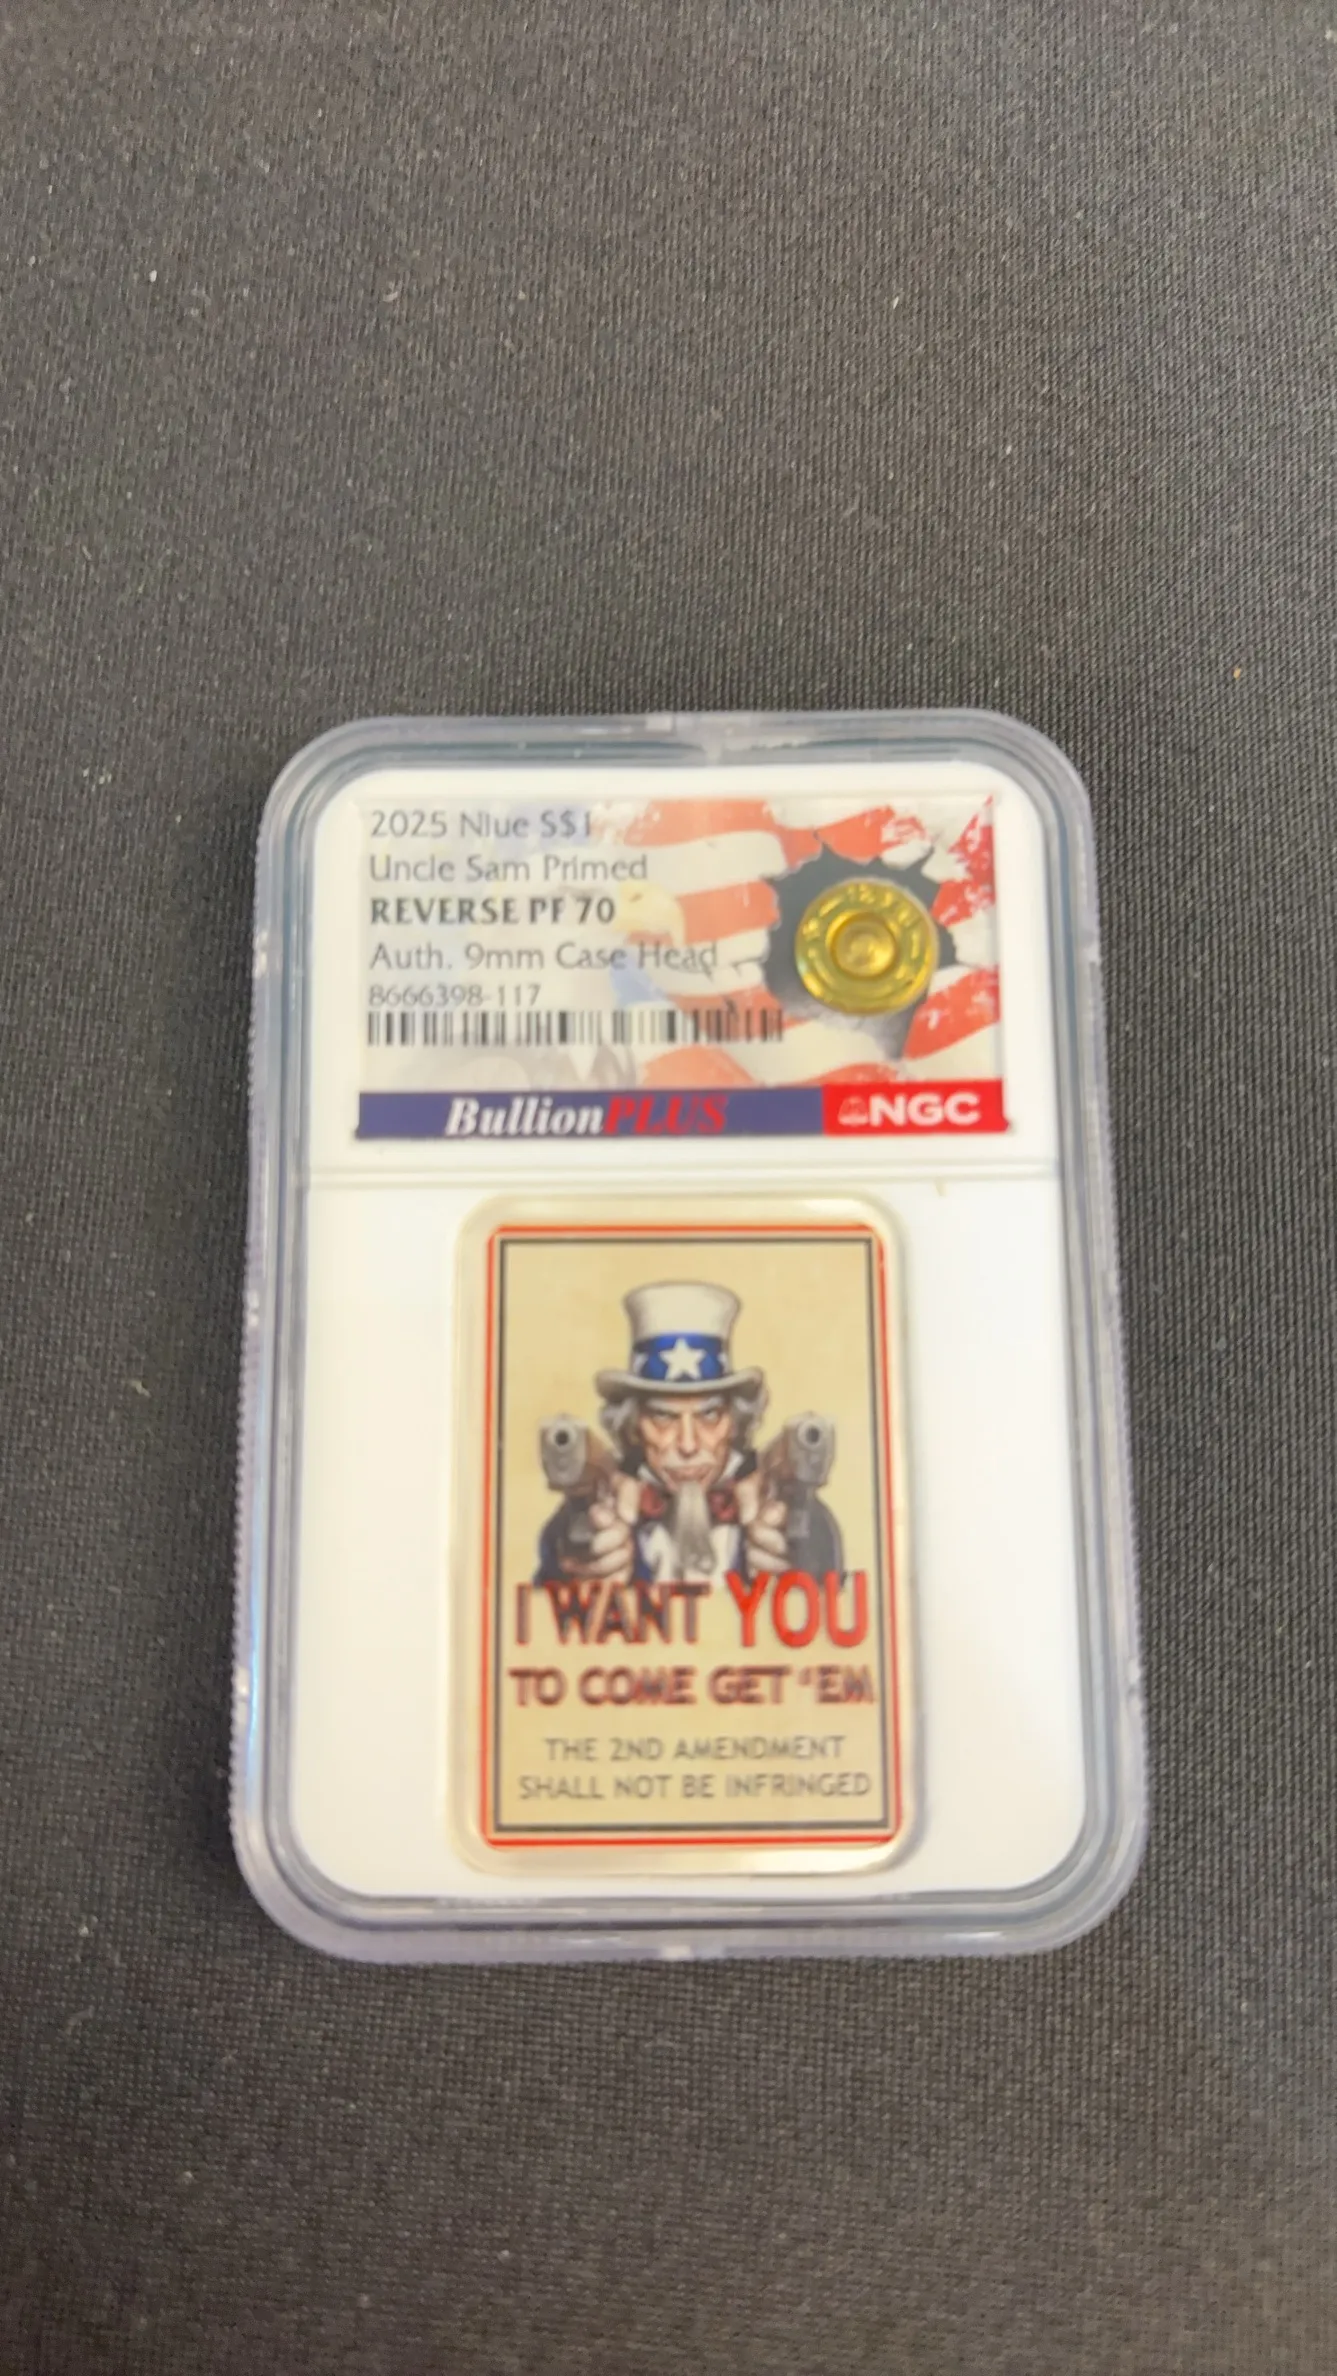 2025 Niue S$1
Uncle Sam Primed
REVERSE PF 70
Auth. 9mm Case Head
8666398-117
BullionPLUS
NGC
I WANT YOU
TO COME GET 'EM
THE 2ND AMENDMENT
SHALL NOT BE INFRINGED